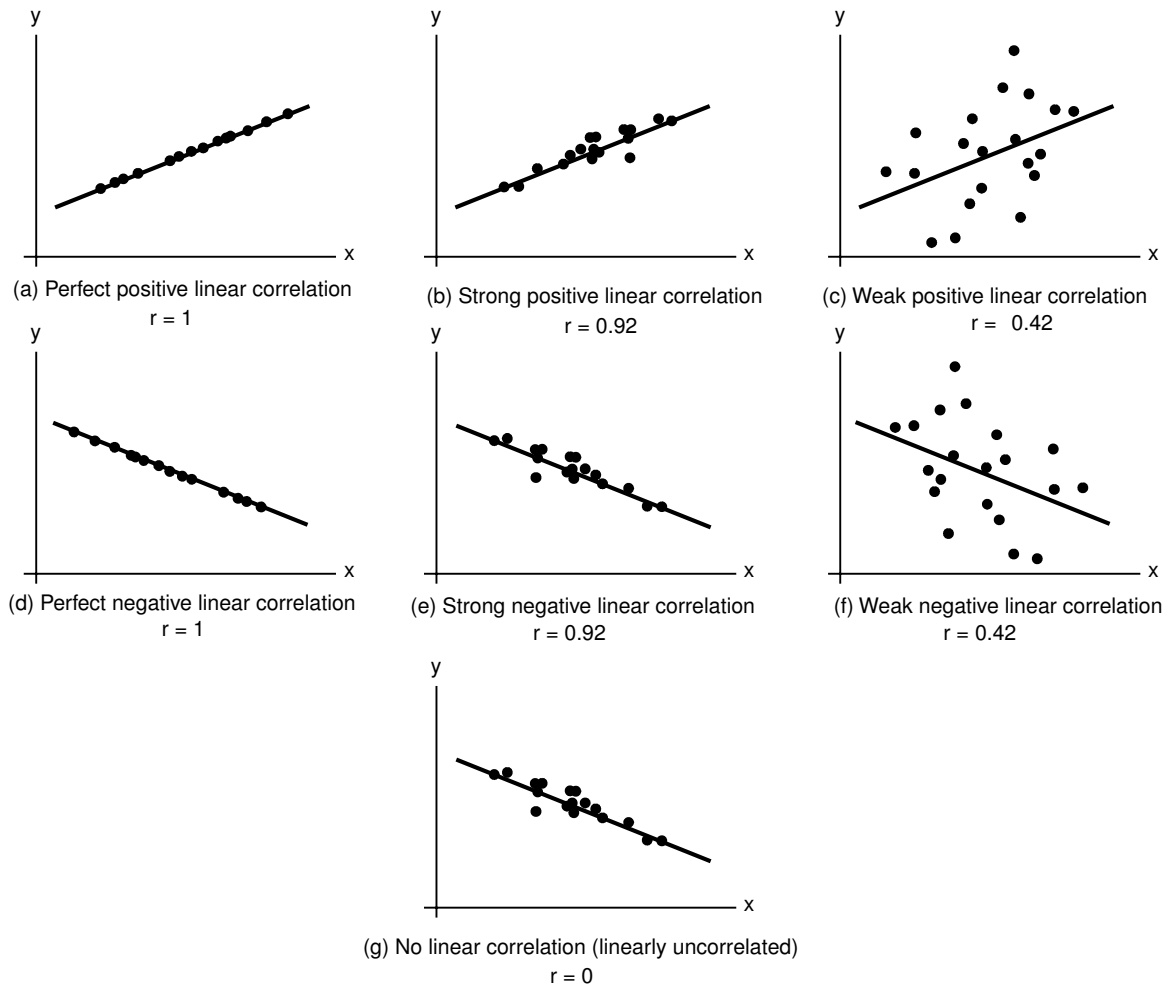 y
y
y
x
x
x
(a) Perfect positive linear correlation
r = 1
(b) Strong positive linear correlation
r = 0.92
(c) Weak positive linear correlation
r = 0.42
y
y
y
x
x
x
(d) Perfect negative linear correlation
r = 1
(e) Strong negative linear correlation
r = 0.92
(f) Weak negative linear correlation
r = 0.42
y
x
(g) No linear correlation (linearly uncorrelated)
r = 0